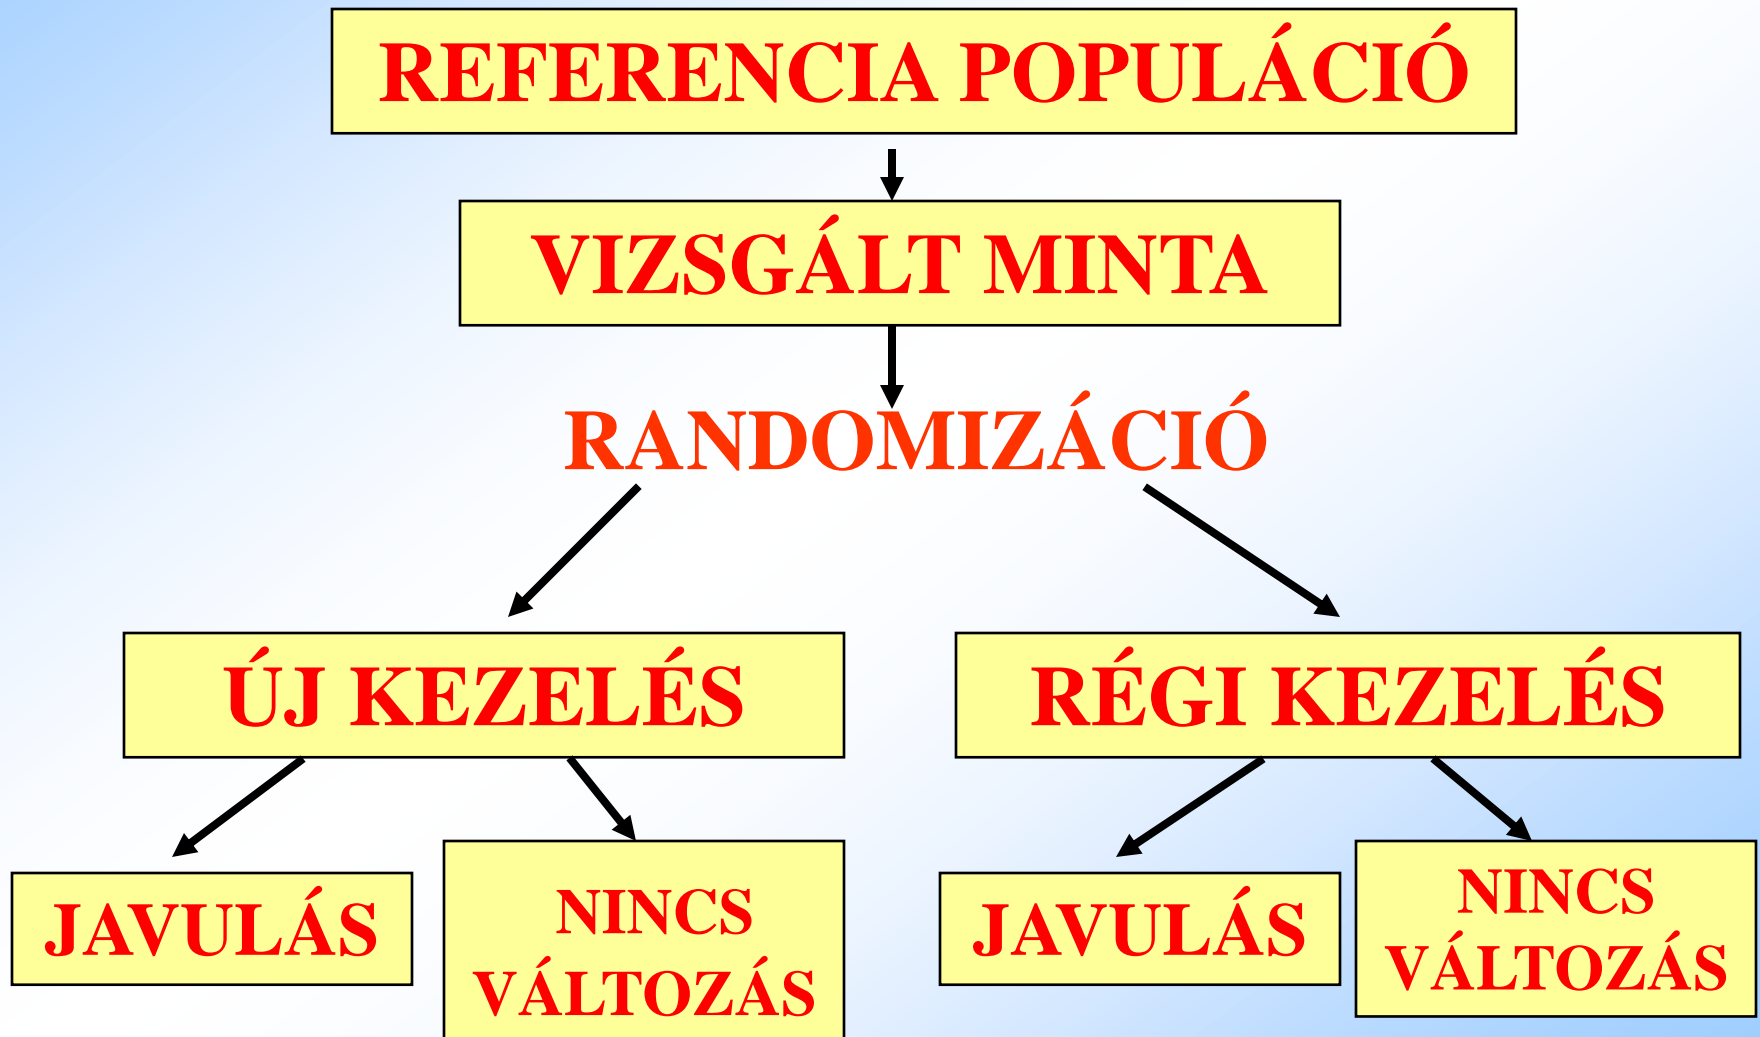 REFERENCIA POPULÁCIÓ
VIZSGÁLT MINTA
RANDOMIZÁCIÓ
ÚJ KEZELÉS
RÉGI KEZELÉS
JAVULÁS
NINCS
VÁLTOZÁS
JAVULÁS
NINCS
VÁLTOZÁS